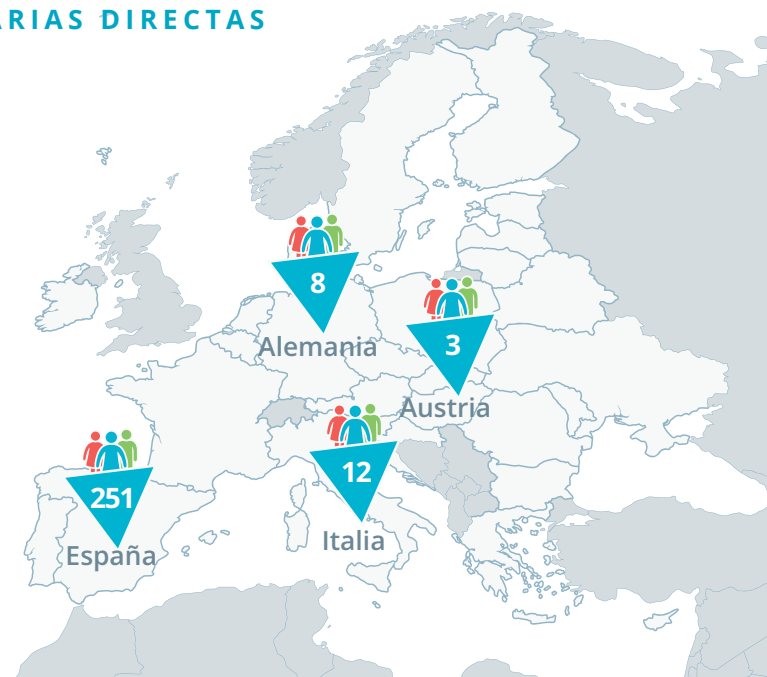 ARIAS DIRECTAS
8
Alemania
3
Austria
12
Italia
251
España